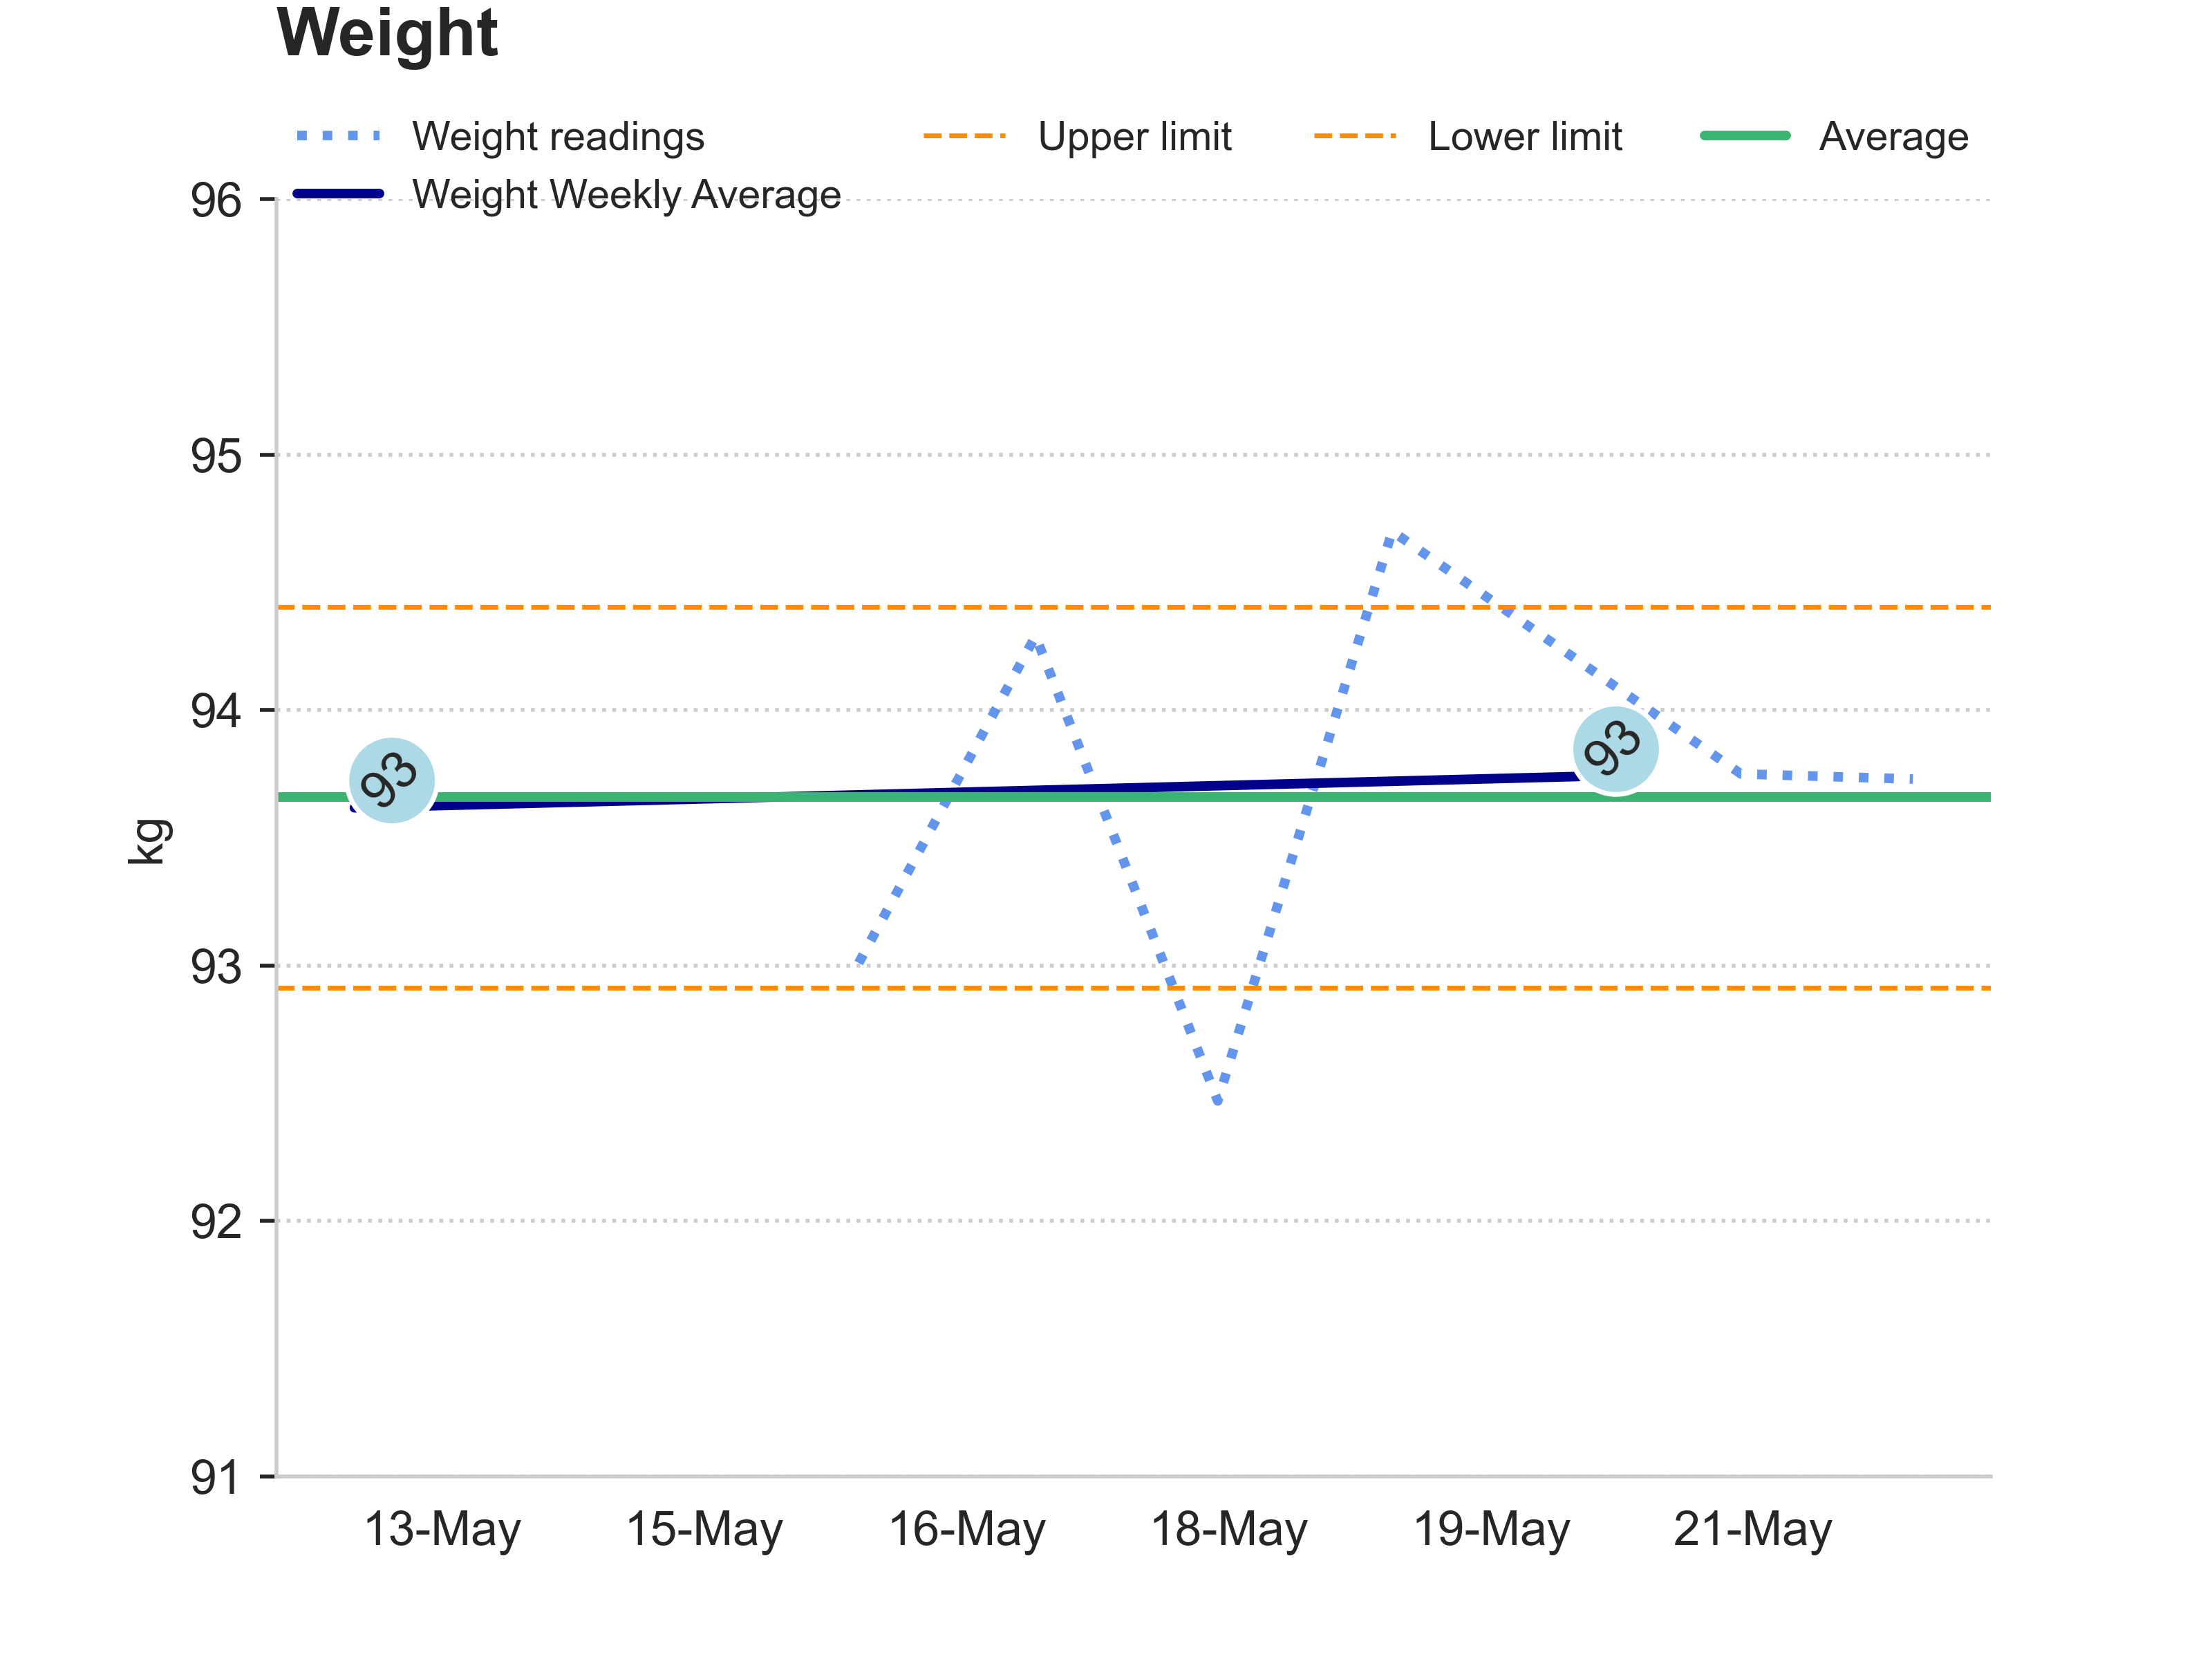 Weight
Weight readings Upper limit Lower limit Average
Weight Weekly Average
96
95
94
93
92
91
kg
93
93
13-May 15-May 16-May 18-May 19-May 21-May